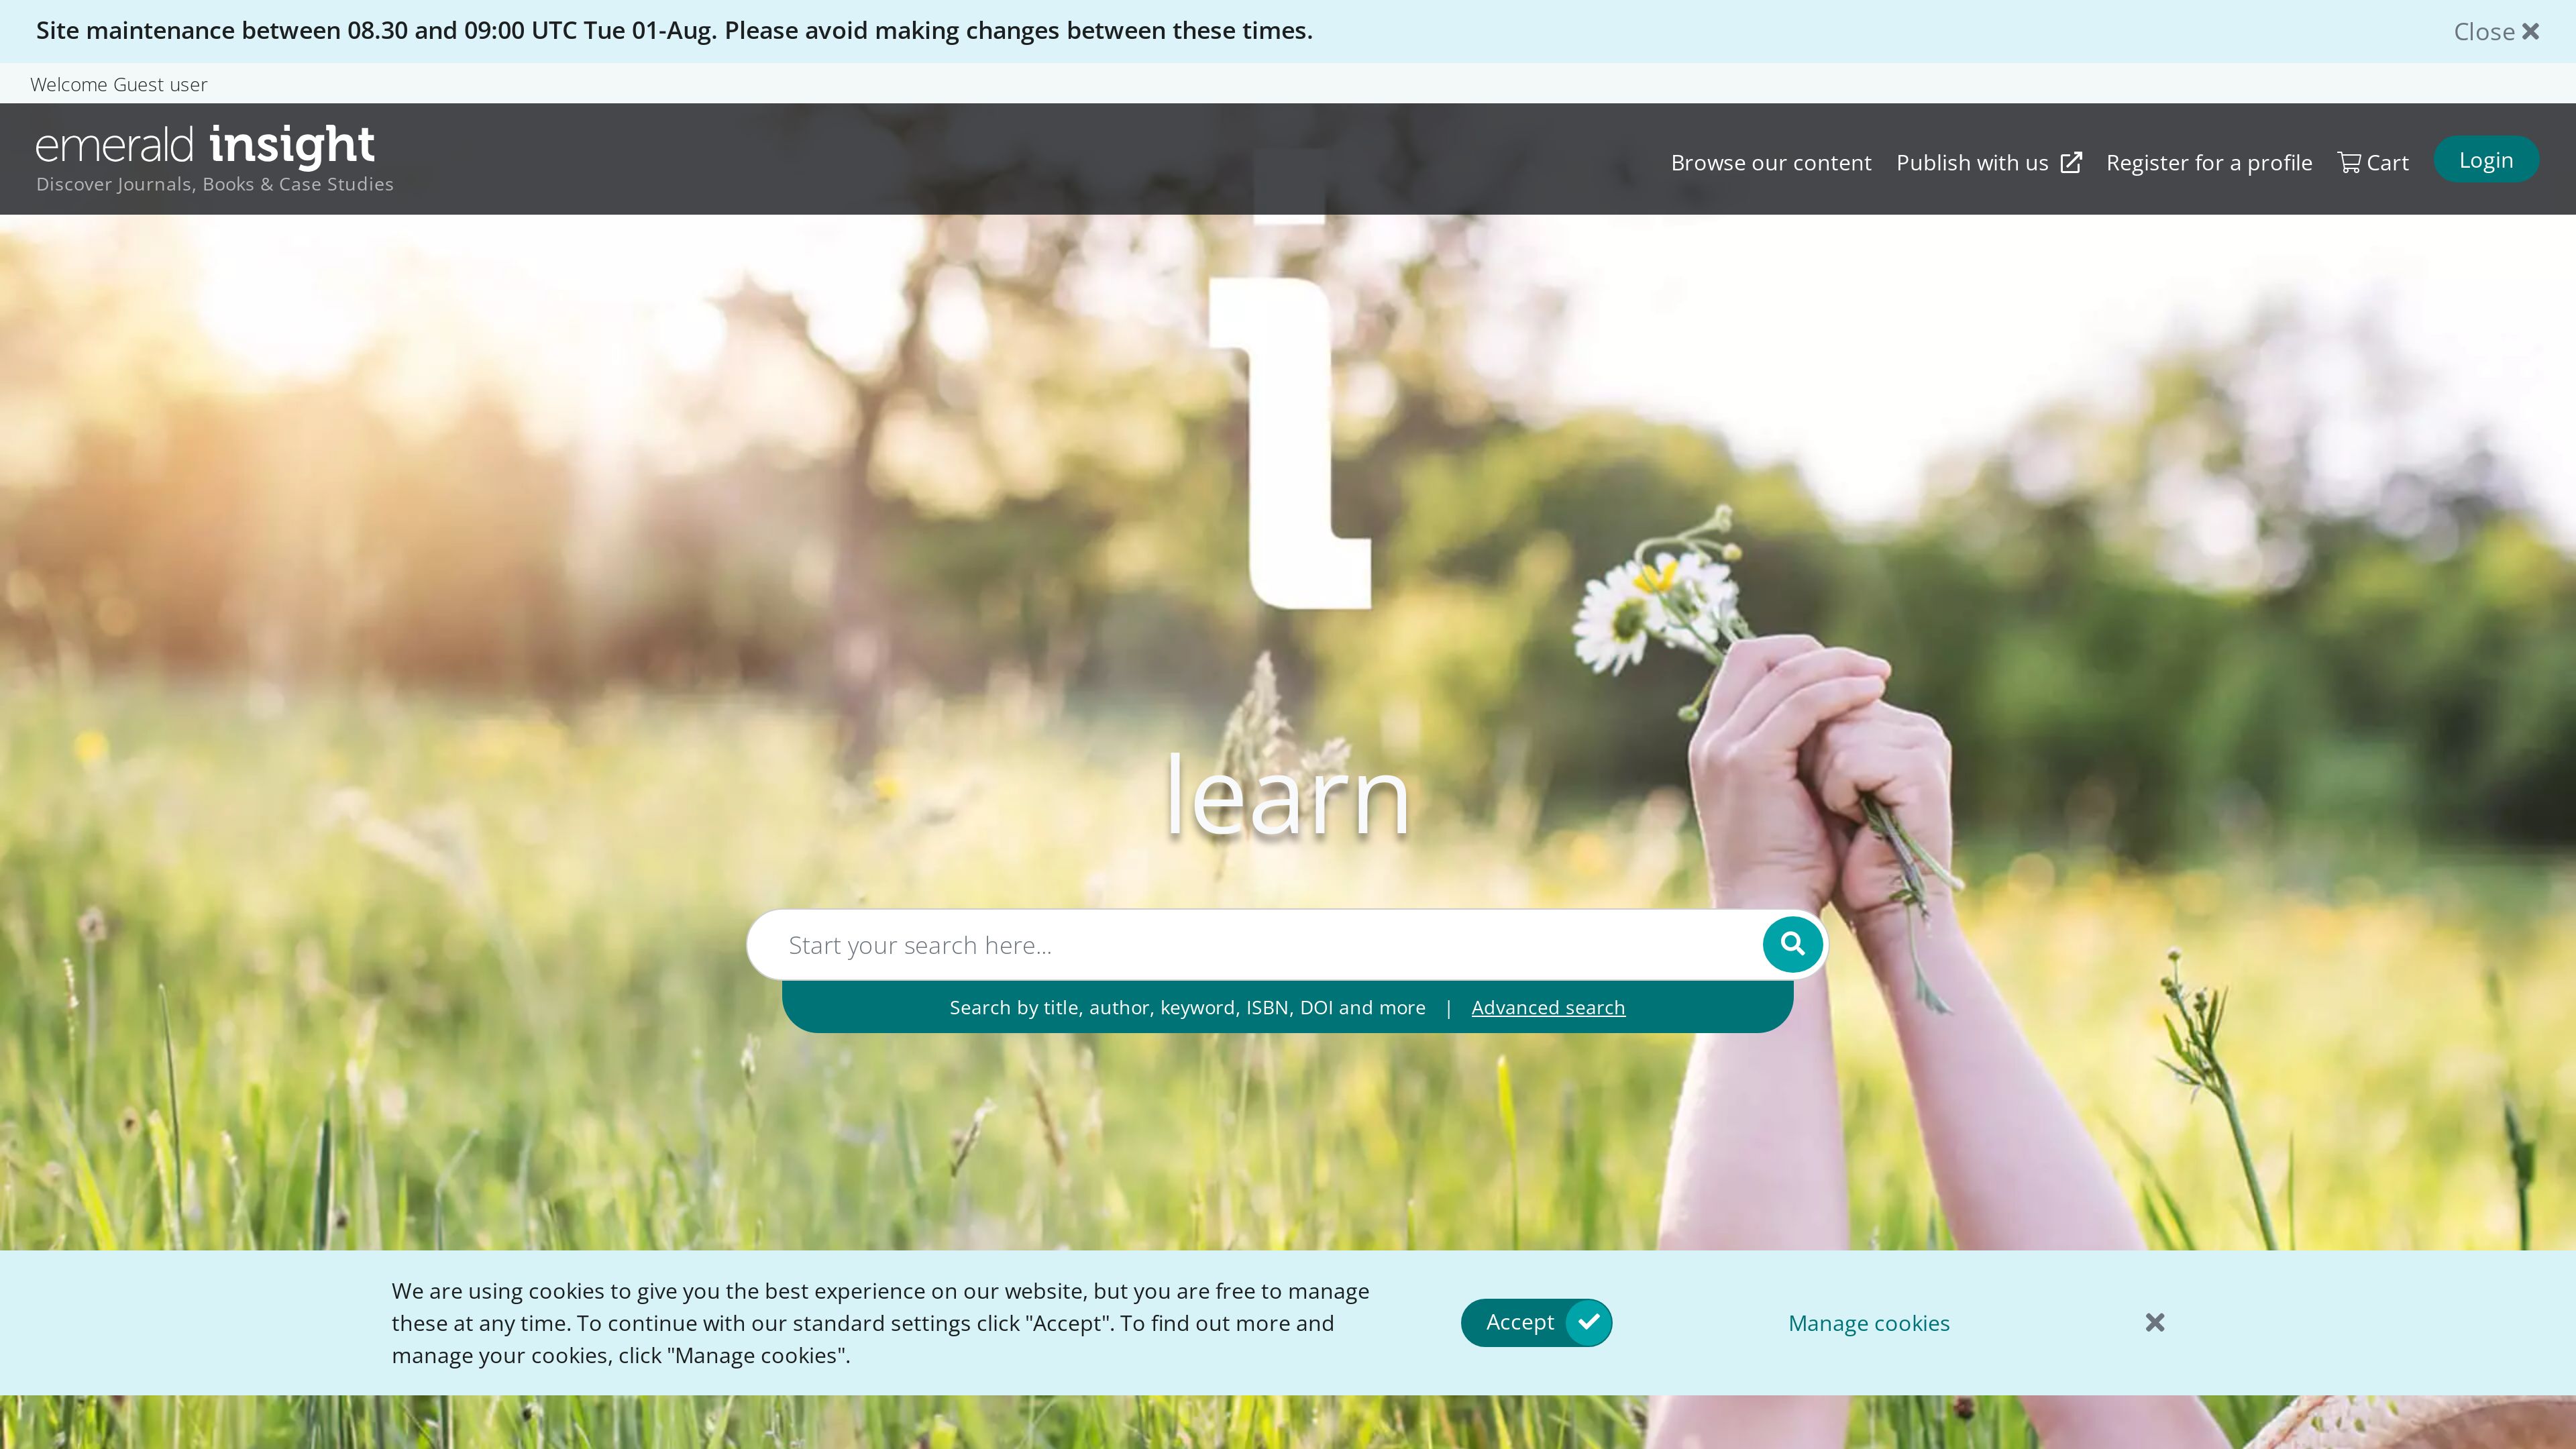 Site maintenance between 08.30 and 09:00 UTC Tue 01-Aug. Please avoid making changes between these times.
Close
Welcome Guest user
emerald insight
Discover Journals, Books & Case Studies
Browse our content
Publish with us
Register for a profile
Cart
Login
i
learn
Start your search here...
Search by title, author, keyword, ISBN, DOI and more | Advanced search
We are using cookies to give you the best experience on our website, but you are free to manage
these at any time. To continue with our standard settings click "Accept". To find out more and
manage your cookies, click "Manage cookies".
Accept
Manage cookies